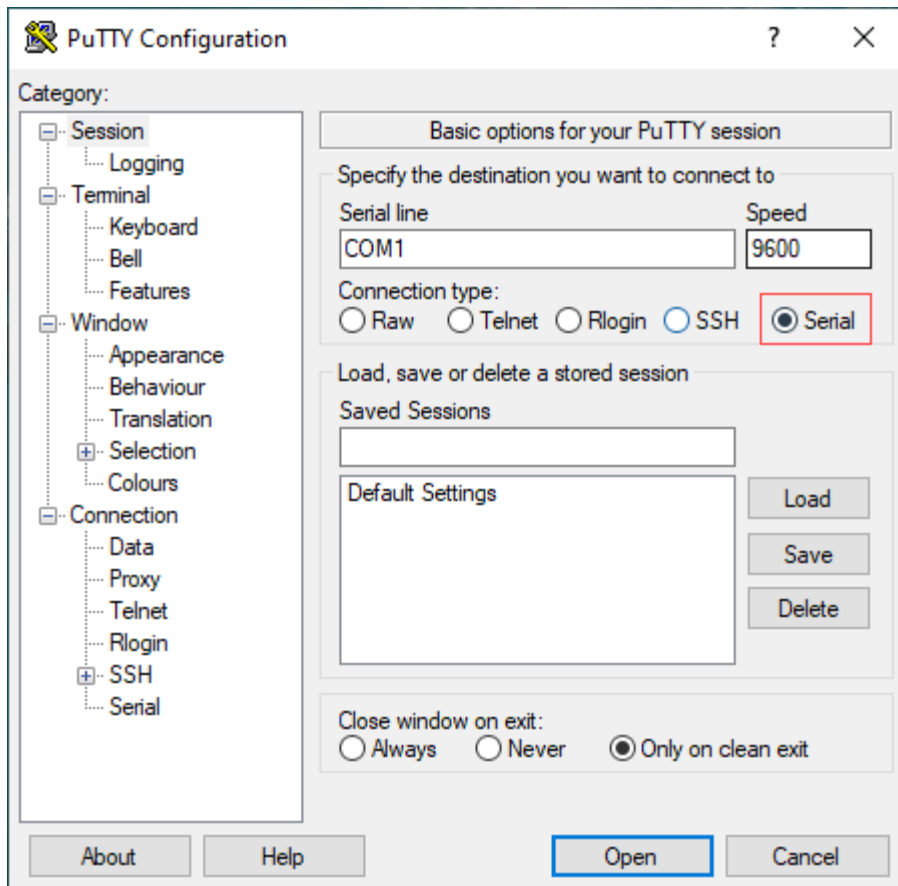 PuTTY Configuration
?
Category:
Session
Logging
Terminal
Keyboard
Bell
Features
Window
Appearance
Behaviour
Translation
Selection
Colours
Connection
Data
Proxy
Telnet
Rlogin
SSH
Serial
Basic options for your PuTTY session
Specify the destination you want to connect to
Serial line Speed
COM1 9600
Connection type:
Raw Telnet Rlogin SSH Serial
Load, save or delete a stored session
Saved Sessions
Default Settings
Load
Save
Delete
Close window on exit:
Always Never Only on clean exit
About Help Open Cancel